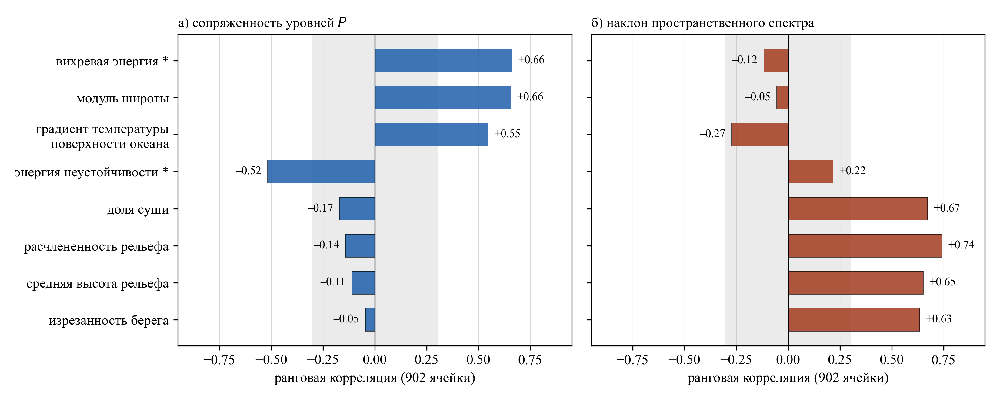 а) сопряженность уровней P
вихревая энергия *
модуль широты
градиент температуры
поверхности океана
энергия неустойчивости *
доля суши
расчлененность рельефа
средняя высота рельефа
изрезанность берега
+0.66
+0.66
+0.55
−0.52
−0.17
−0.14
−0.11
−0.05
−0.75 −0.50 −0.25 0.00 0.25 0.50 0.75
ранговая корреляция (902 ячейки)
б) наклон пространственного спектра
−0.12
−0.05
−0.27
+0.22
+0.67
+0.74
+0.65
+0.63
−0.75 −0.50 −0.25 0.00 0.25 0.50 0.75
ранговая корреляция (902 ячейки)